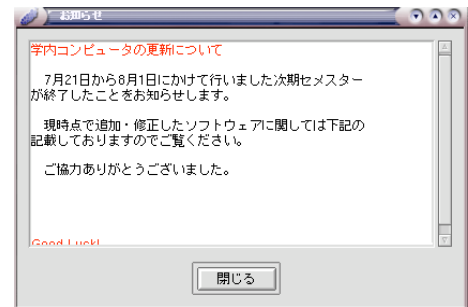 お知らせ
学内コンピュータの更新について
7月21日から8月1日にかけて行いました次期セメスター
が終了したことをお知らせします。
現時点で追加・修正したソフトウェアに関しては下記の
記載しておりますのでご覧ください。
ご協力ありがとうございました。
Good Luck!
閉じる